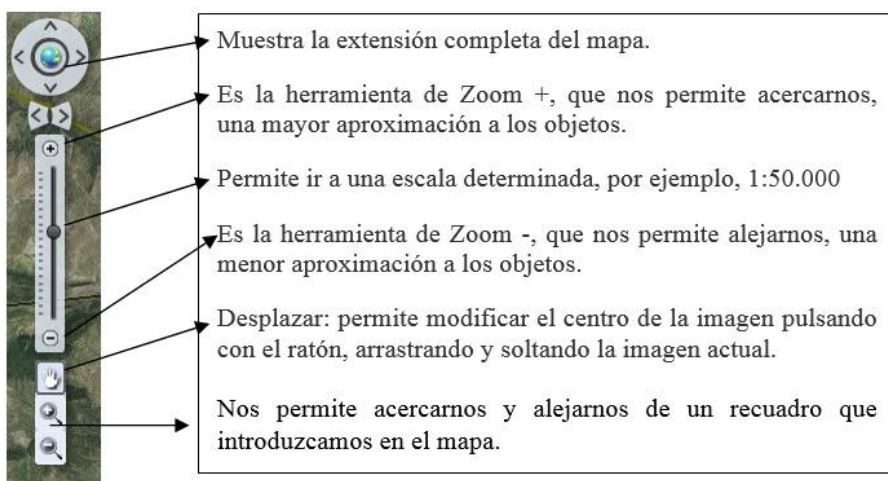 Muestra la extensión completa del mapa.
Es la herramienta de Zoom +, que nos permite acercarnos,
una mayor aproximación a los objetos.
Permite ir a una escala determinada, por ejemplo, 1:50.000
Es la herramienta de Zoom -, que nos permite alejarnos, una
menor aproximación a los objetos.
Desplazar: permite modificar el centro de la imagen pulsando
con el ratón, arrastrando y soltando la imagen actual.
Nos permite acercarnos y alejarnos de un recuadro que
introduzcamos en el mapa.